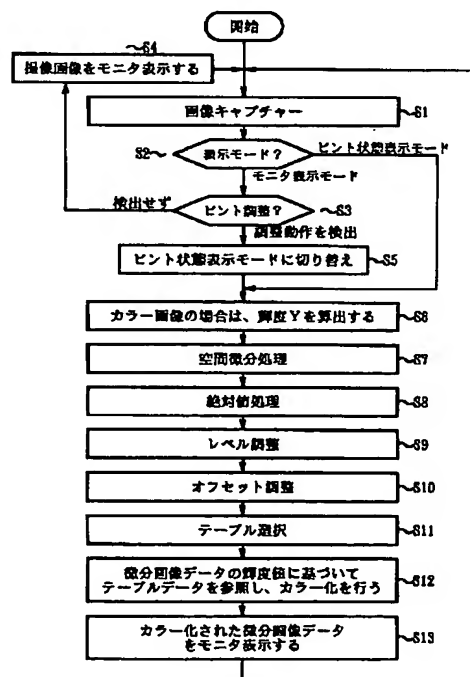 開始
~S4
撮像画像をモニタ表示する
画像キャプチャー
~S1
S2~
表示モード？
ピント状態表示モード
モニタ表示モード
検出せず
ピント調整？
~S3
調整動作を検出
ピント状態表示モードに切り替え
~S5
カラー画像の場合は、輝度Yを算出する
~S6
空間微分処理
~S7
絶対値処理
~S8
レベル調整
~S9
オフセット調整
~S10
テーブル選択
~S11
微分画像データの輝度値に基づいて
テーブルデータを参照し、カラー化を行う
~S12
カラー化された微分画像データ
をモニタ表示する
~S13